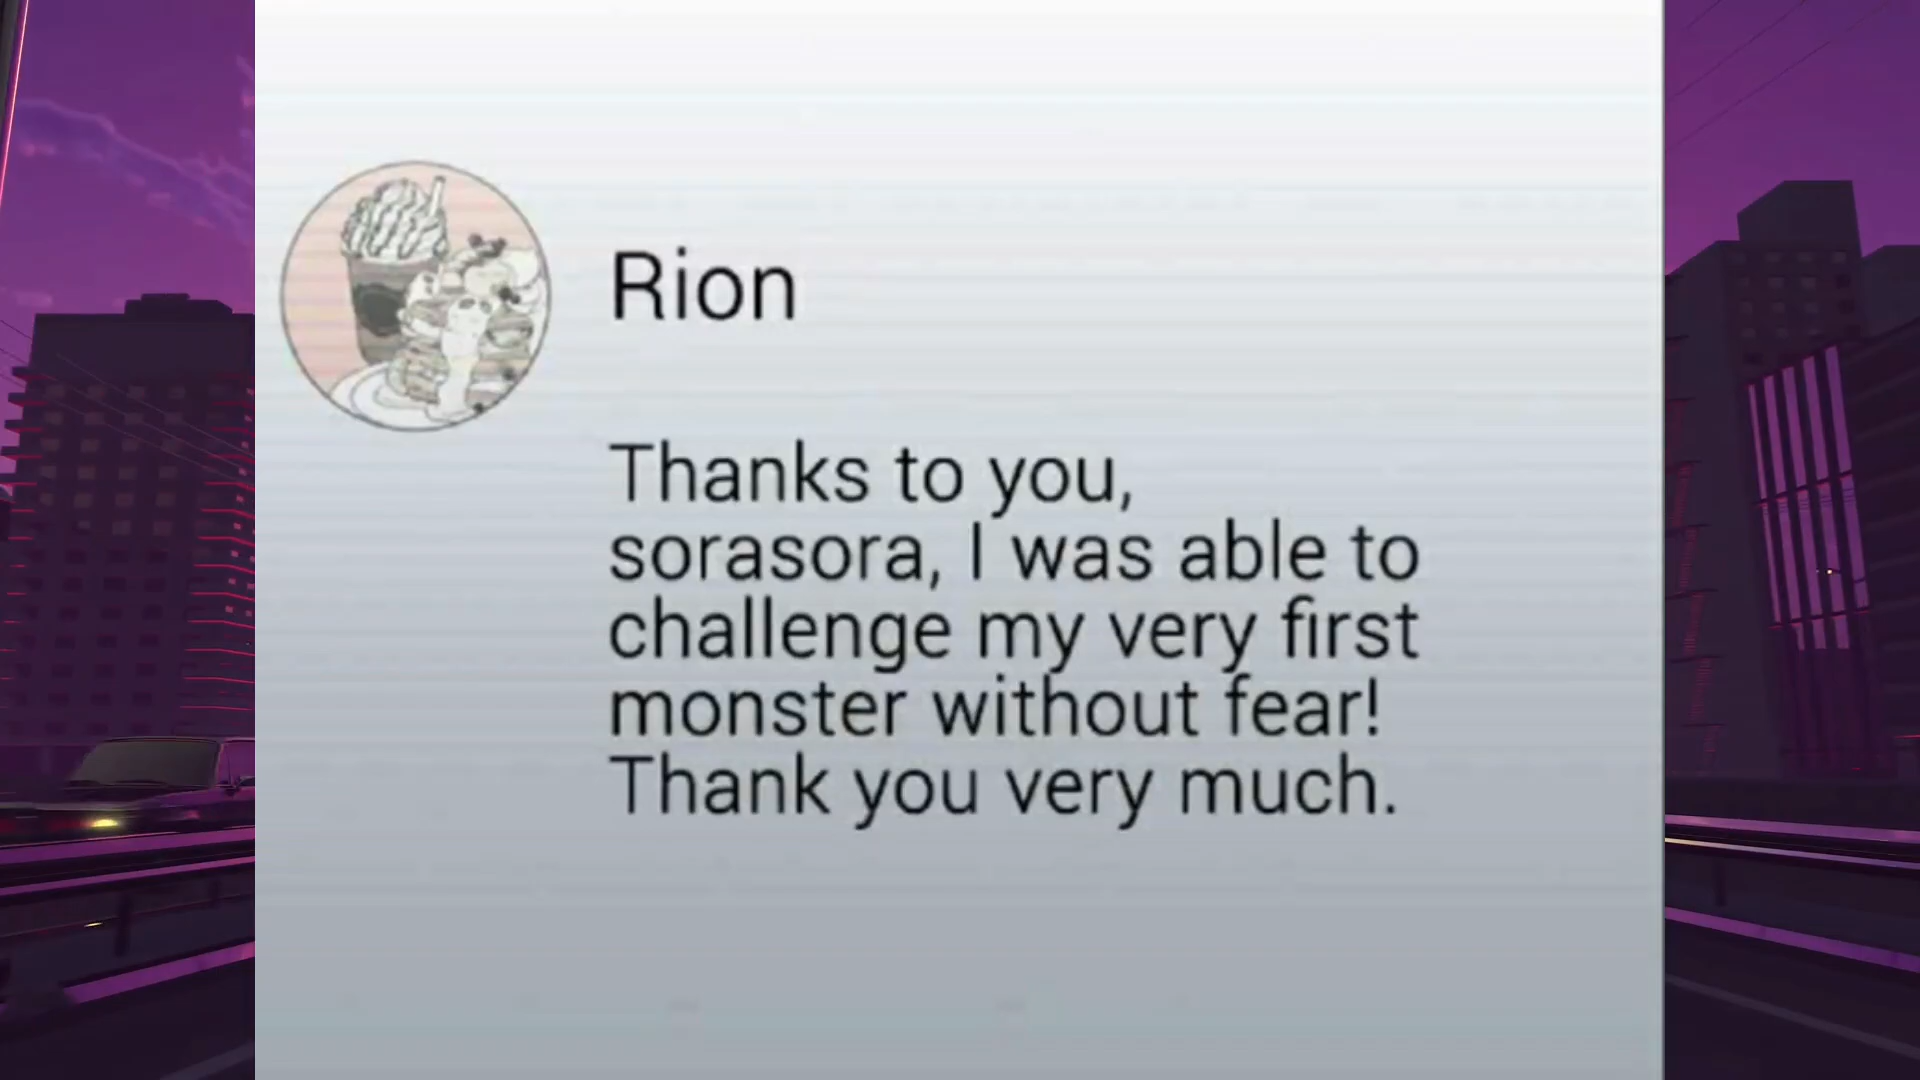 Rion
Thanks to you,
sorasora, I was able to
challenge my very first
monster without fear!
Thank you very much.